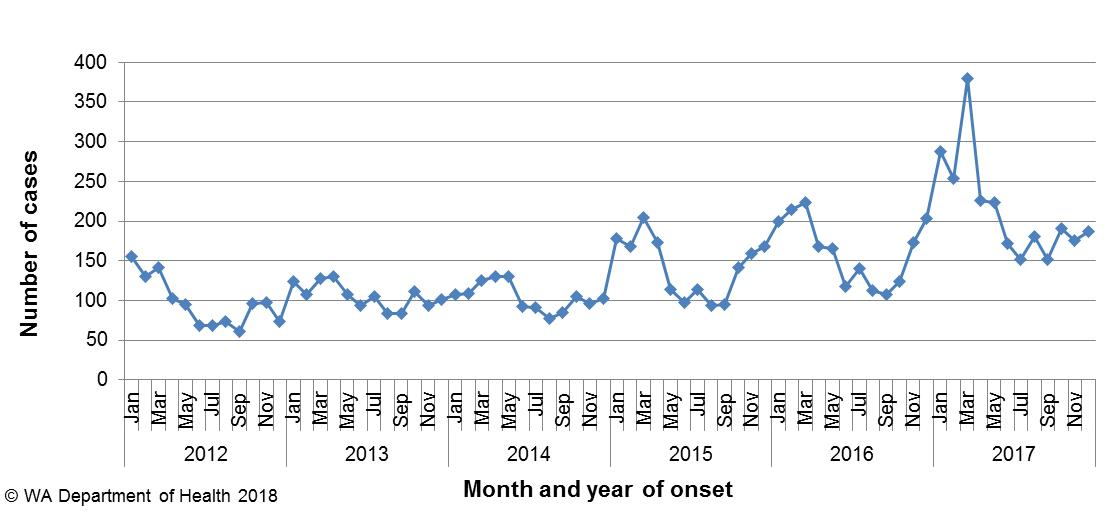 Number of cases
400
350
300
250
200
150
100
50
0
Jan Mar May Jul Sep Nov Jan Mar May Jul Sep Nov Jan Mar May Jul Sep Nov Jan Mar May Jul Sep Nov Jan Mar May Jul Sep Nov Jan Mar May Jul Sep Nov
2012 2013 2014 2015 2016 2017
Month and year of onset
© WA Department of Health 2018